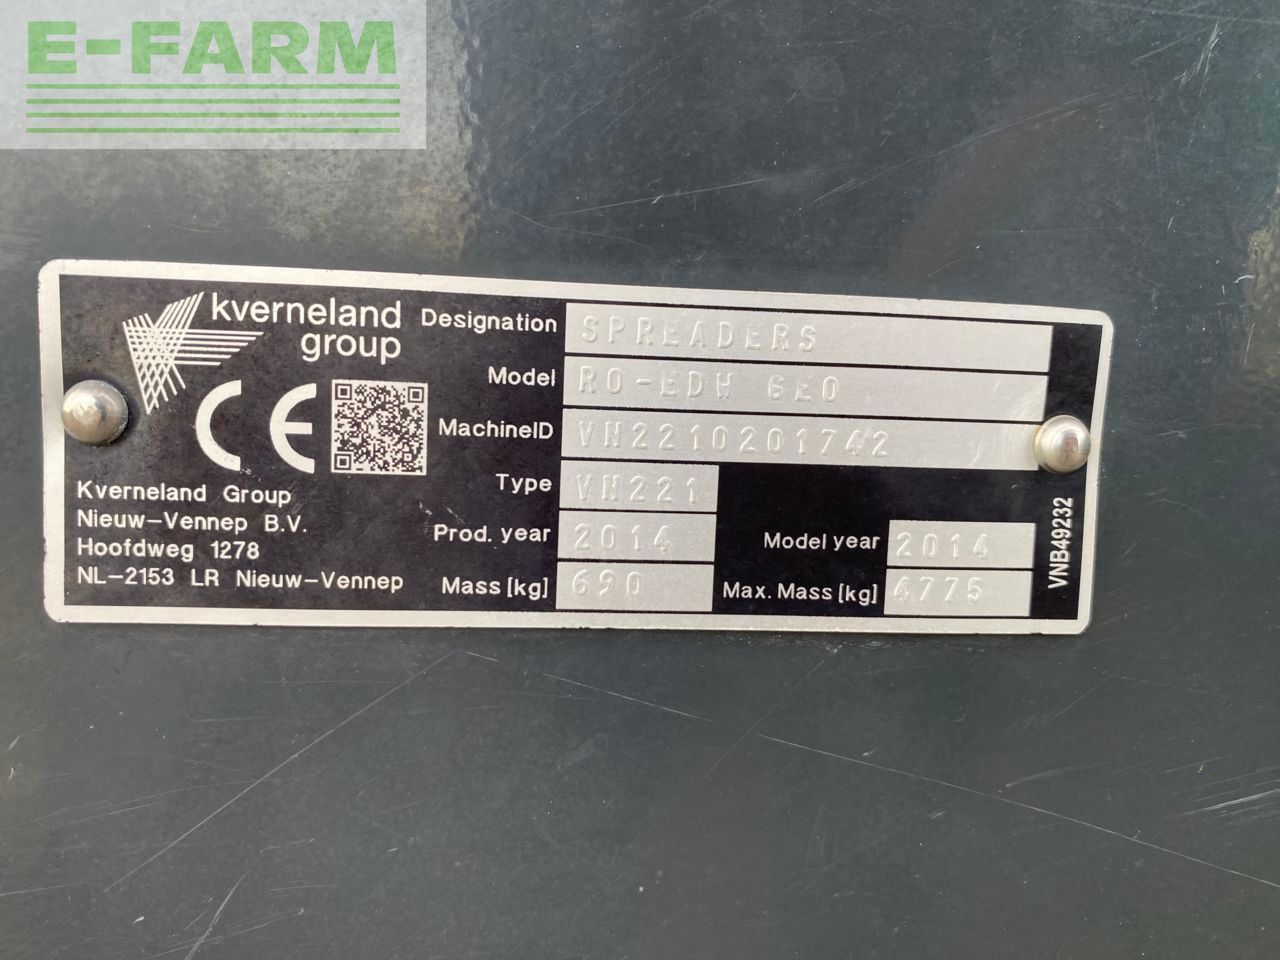 E-FARM
kverneland
group
CE
Kverneland Group
Nieuw-Vennep B.V.
Hoofdweg 1278
NL-2153 LR Nieuw-Vennep
Designation SPREADERS
Model RO-EDW GEO
MachineID VN2210201742
Type VN221
Prod. year 2014 Model year 2014
Mass [kg] 690 Max. Mass [kg] 4775
VNB49232